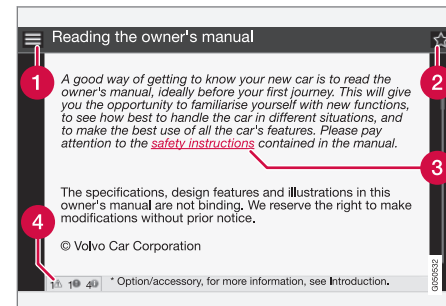 Reading the owner's manual
1
2
A good way of getting to know your new car is to read the
owner's manual, ideally before your first journey. This will give
you the opportunity to familiarise yourself with new functions,
to see how best to handle the car in different situations, and
to make the best use of all the car's features. Please pay
attention to the safety instructions contained in the manual.
3
The specifications, design features and illustrations in this
owner's manual are not binding. We reserve the right to make
modifications without prior notice.
4
© Volvo Car Corporation
1 1 4 * Option/accessory, for more information, see Introduction.
G050532